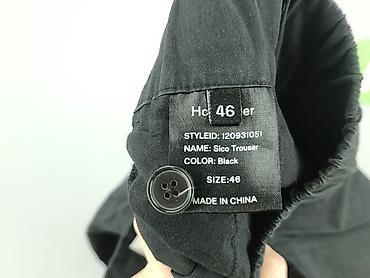 46
STYLEID: 120931051
NAME: Sico Trouser
COLOR: Black
SIZE: 46
MADE IN CHINA